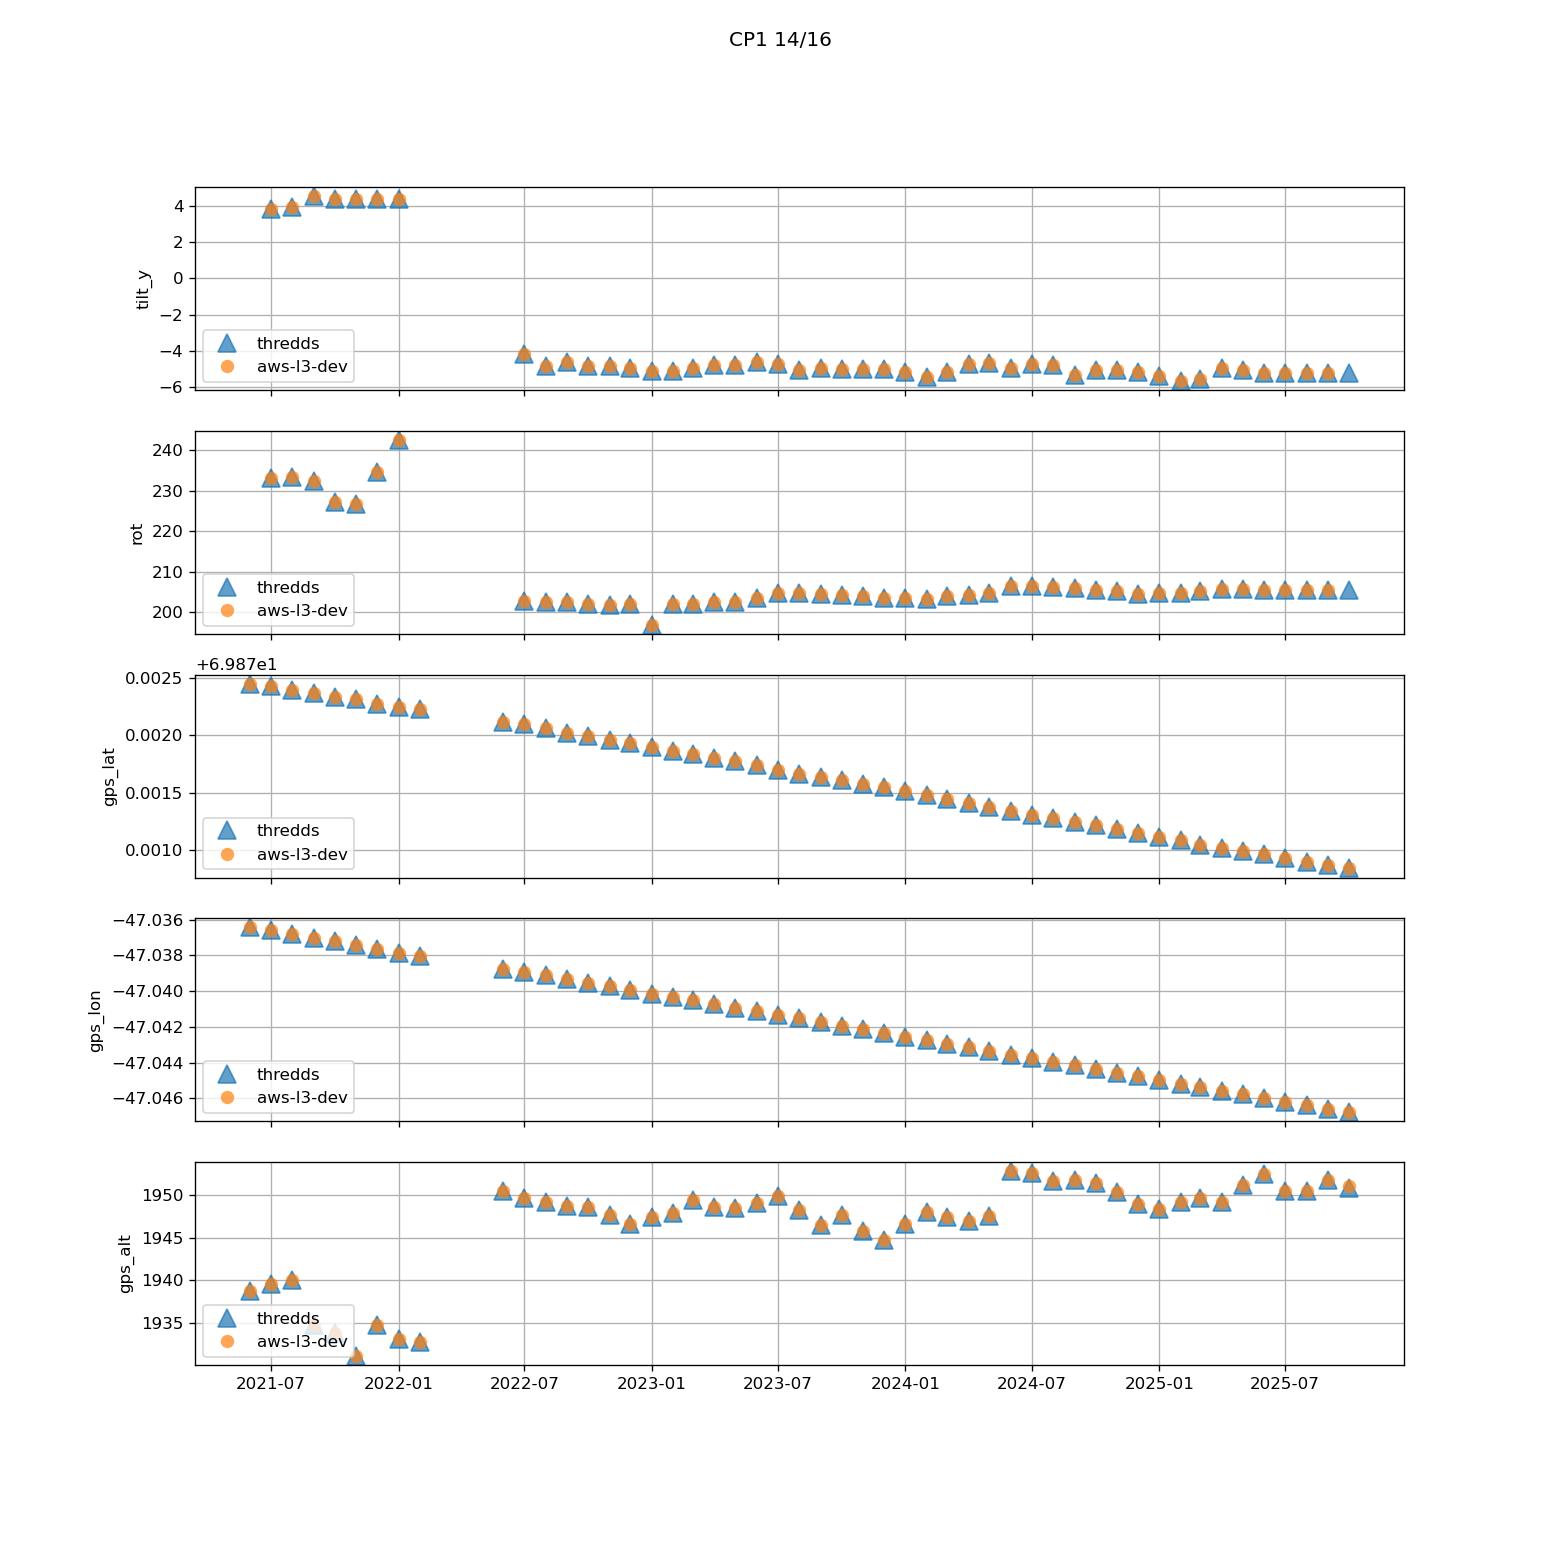 CP1 14/16
4
2
0
−2
−4
−6
tilt_y
thredds
aws-l3-dev
240
230
220
210
200
rot
thredds
aws-l3-dev
+6.987e1
0.0025
0.0020
0.0015
0.0010
gps_lat
thredds
aws-l3-dev
−47.036
−47.038
−47.040
−47.042
−47.044
−47.046
gps_lon
thredds
aws-l3-dev
1950
1945
1940
1935
gps_alt
thredds
aws-l3-dev
2021-07 2022-01 2022-07 2023-01 2023-07 2024-01 2024-07 2025-01 2025-07